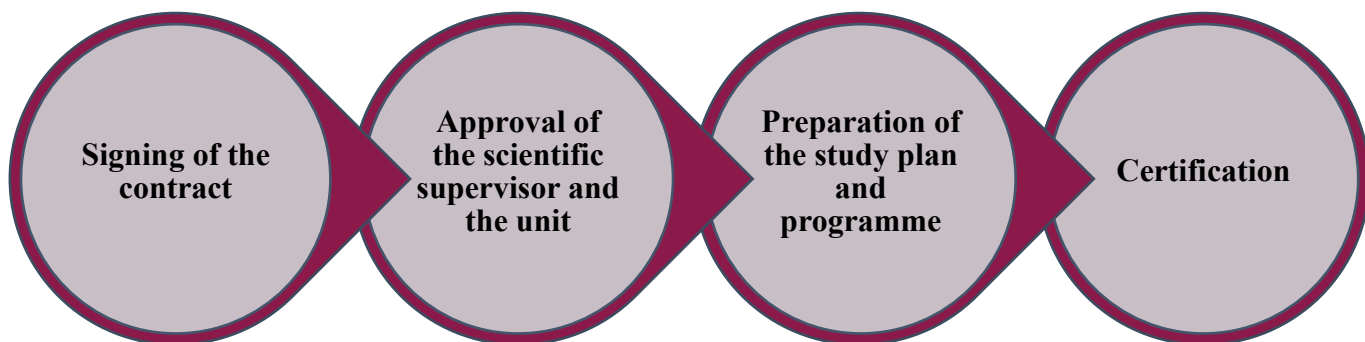 Signing of the
contract
Approval of
the scientific
supervisor and
the unit
Preparation of
the study plan
and
programme
Certification